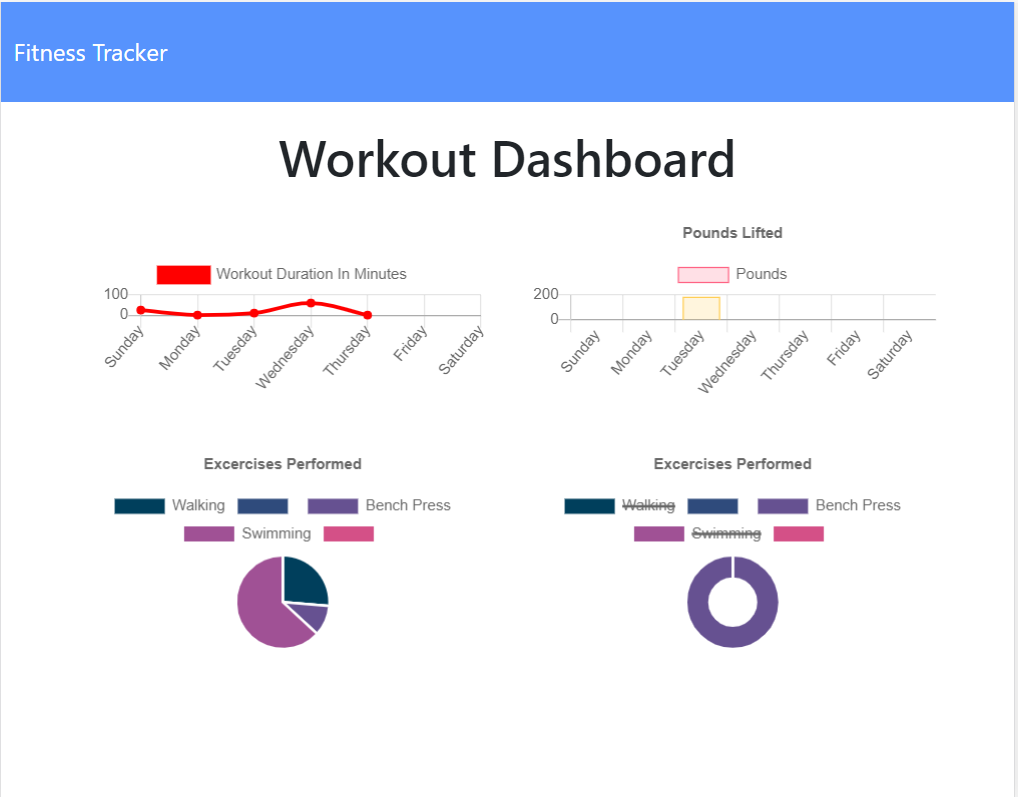 Fitness Tracker
Workout Dashboard
Workout Duration In Minutes
100
0
Sunday Monday Tuesday Wednesday Thursday Friday Saturday
Pounds Lifted
Pounds
200
0
Sunday Monday Tuesday Wednesday Thursday Friday Saturday
Excercises Performed
Walking Bench Press
Swimming
Excercises Performed
Walking Bench Press
Swimming